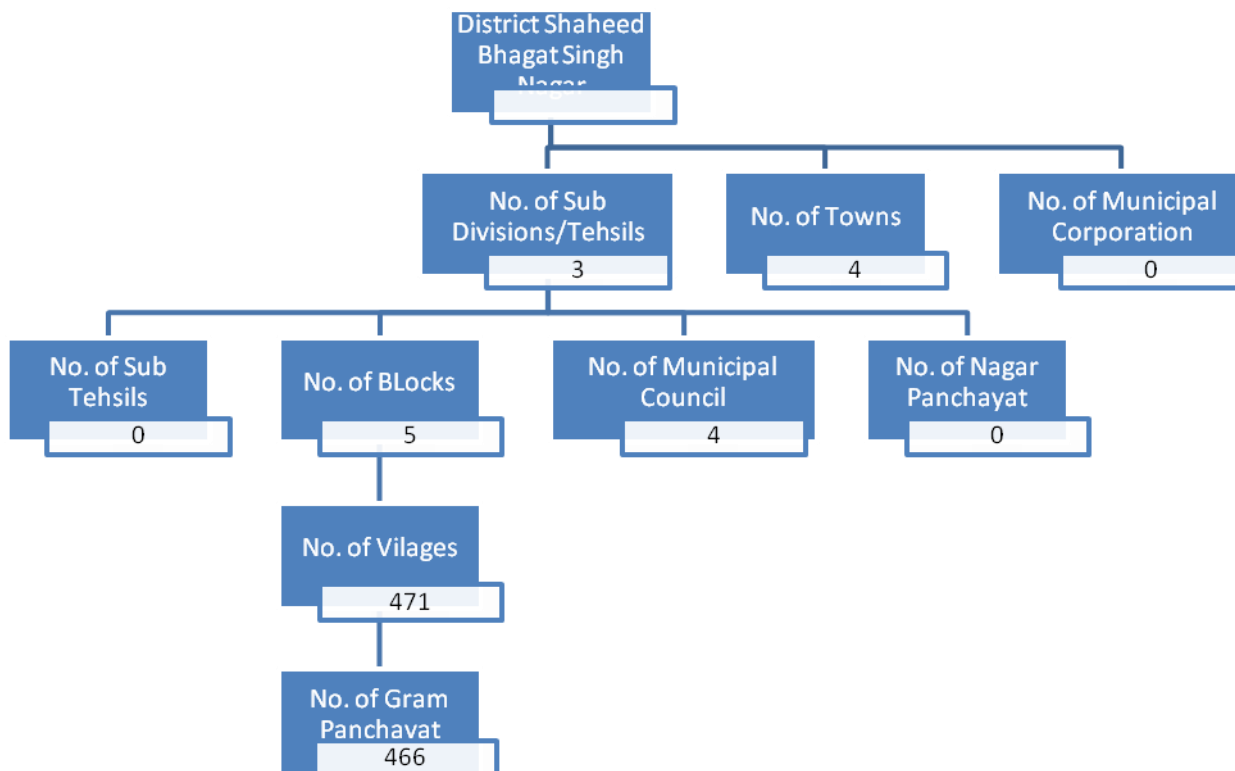 District Shaheed
Bhagat Singh
Nagar
No. of Sub
Divisions/Tehsils
3
No. of Towns
4
No. of Municipal
Corporation
0
No. of Sub
Tehsils
0
No. of BLocks
5
No. of Municipal
Council
4
No. of Nagar
Panchayat
0
No. of Vilages
471
No. of Gram
Panchayat
466